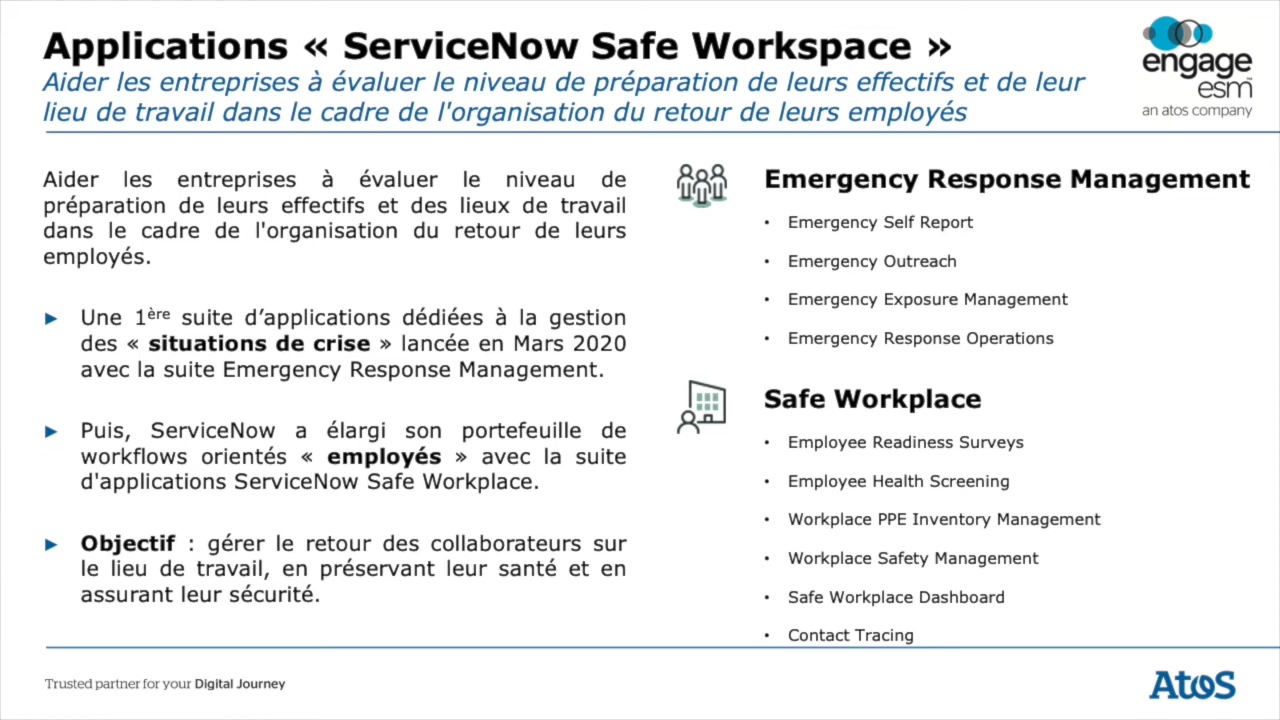 Applications « ServiceNow Safe Workspace »
Aider les entreprises à évaluer le niveau de préparation de leurs effectifs et de leur
lieu de travail dans le cadre de l'organisation du retour de leurs employés
engage
esm™
an atos company
Aider les entreprises à évaluer le niveau de
préparation de leurs effectifs et des lieux de travail
dans le cadre de l'organisation du retour de leurs
employés.
► Une 1ère suite d’applications dédiées à la gestion
des « situations de crise » lancée en Mars 2020
avec la suite Emergency Response Management.
► Puis, ServiceNow a élargi son portefeuille de
workflows orientés « employés » avec la suite
d'applications ServiceNow Safe Workplace.
► Objectif : gérer le retour des collaborateurs sur
le lieu de travail, en préservant leur santé et en
assurant leur sécurité.
Emergency Response Management
• Emergency Self Report
• Emergency Outreach
• Emergency Exposure Management
• Emergency Response Operations
Safe Workplace
• Employee Readiness Surveys
• Employee Health Screening
• Workplace PPE Inventory Management
• Workplace Safety Management
• Safe Workplace Dashboard
• Contact Tracing
Trusted partner for your Digital Journey
Atos